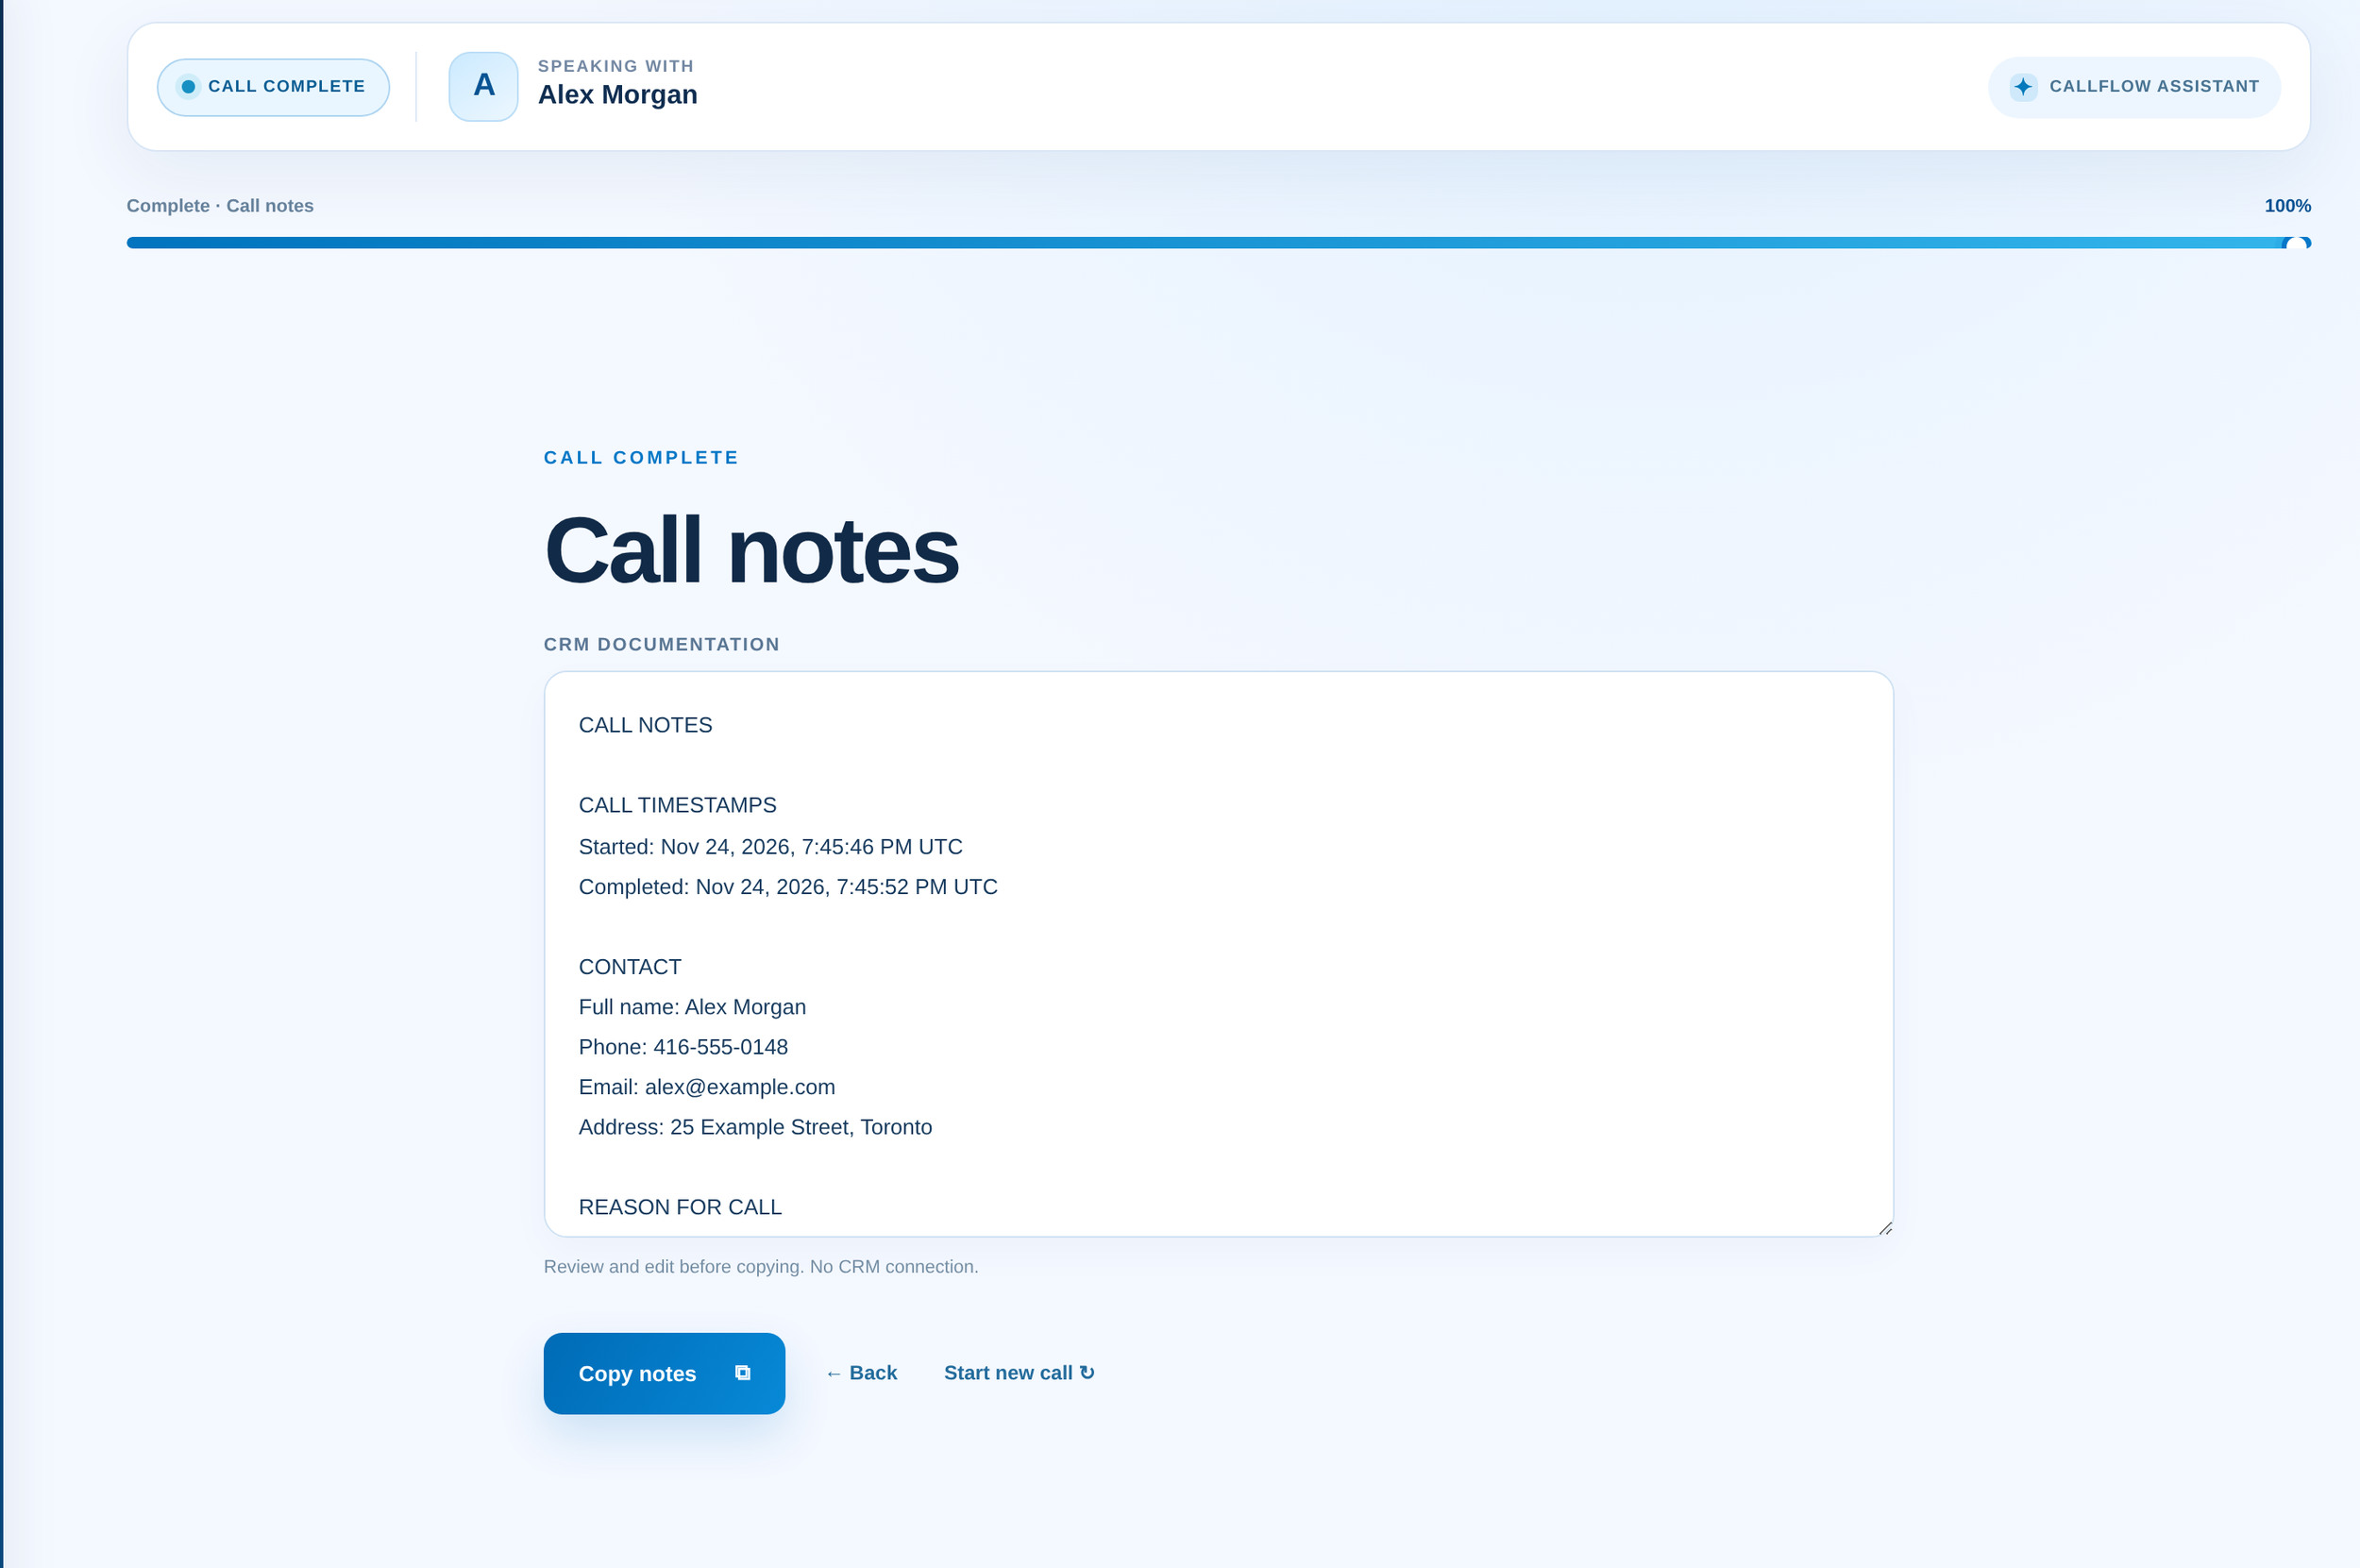 CALL COMPLETE
A
SPEAKING WITH
Alex Morgan
CALLFLOW ASSISTANT
Complete · Call notes
100%
CALL COMPLETE
Call notes
CRM DOCUMENTATION
CALL NOTES
CALL TIMESTAMPS
Started: Nov 24, 2026, 7:45:46 PM UTC
Completed: Nov 24, 2026, 7:45:52 PM UTC
CONTACT
Full name: Alex Morgan
Phone: 416-555-0148
Email: alex@example.com
Address: 25 Example Street, Toronto
REASON FOR CALL
Review and edit before copying. No CRM connection.
Copy notes ⧉
← Back
Start new call ↻